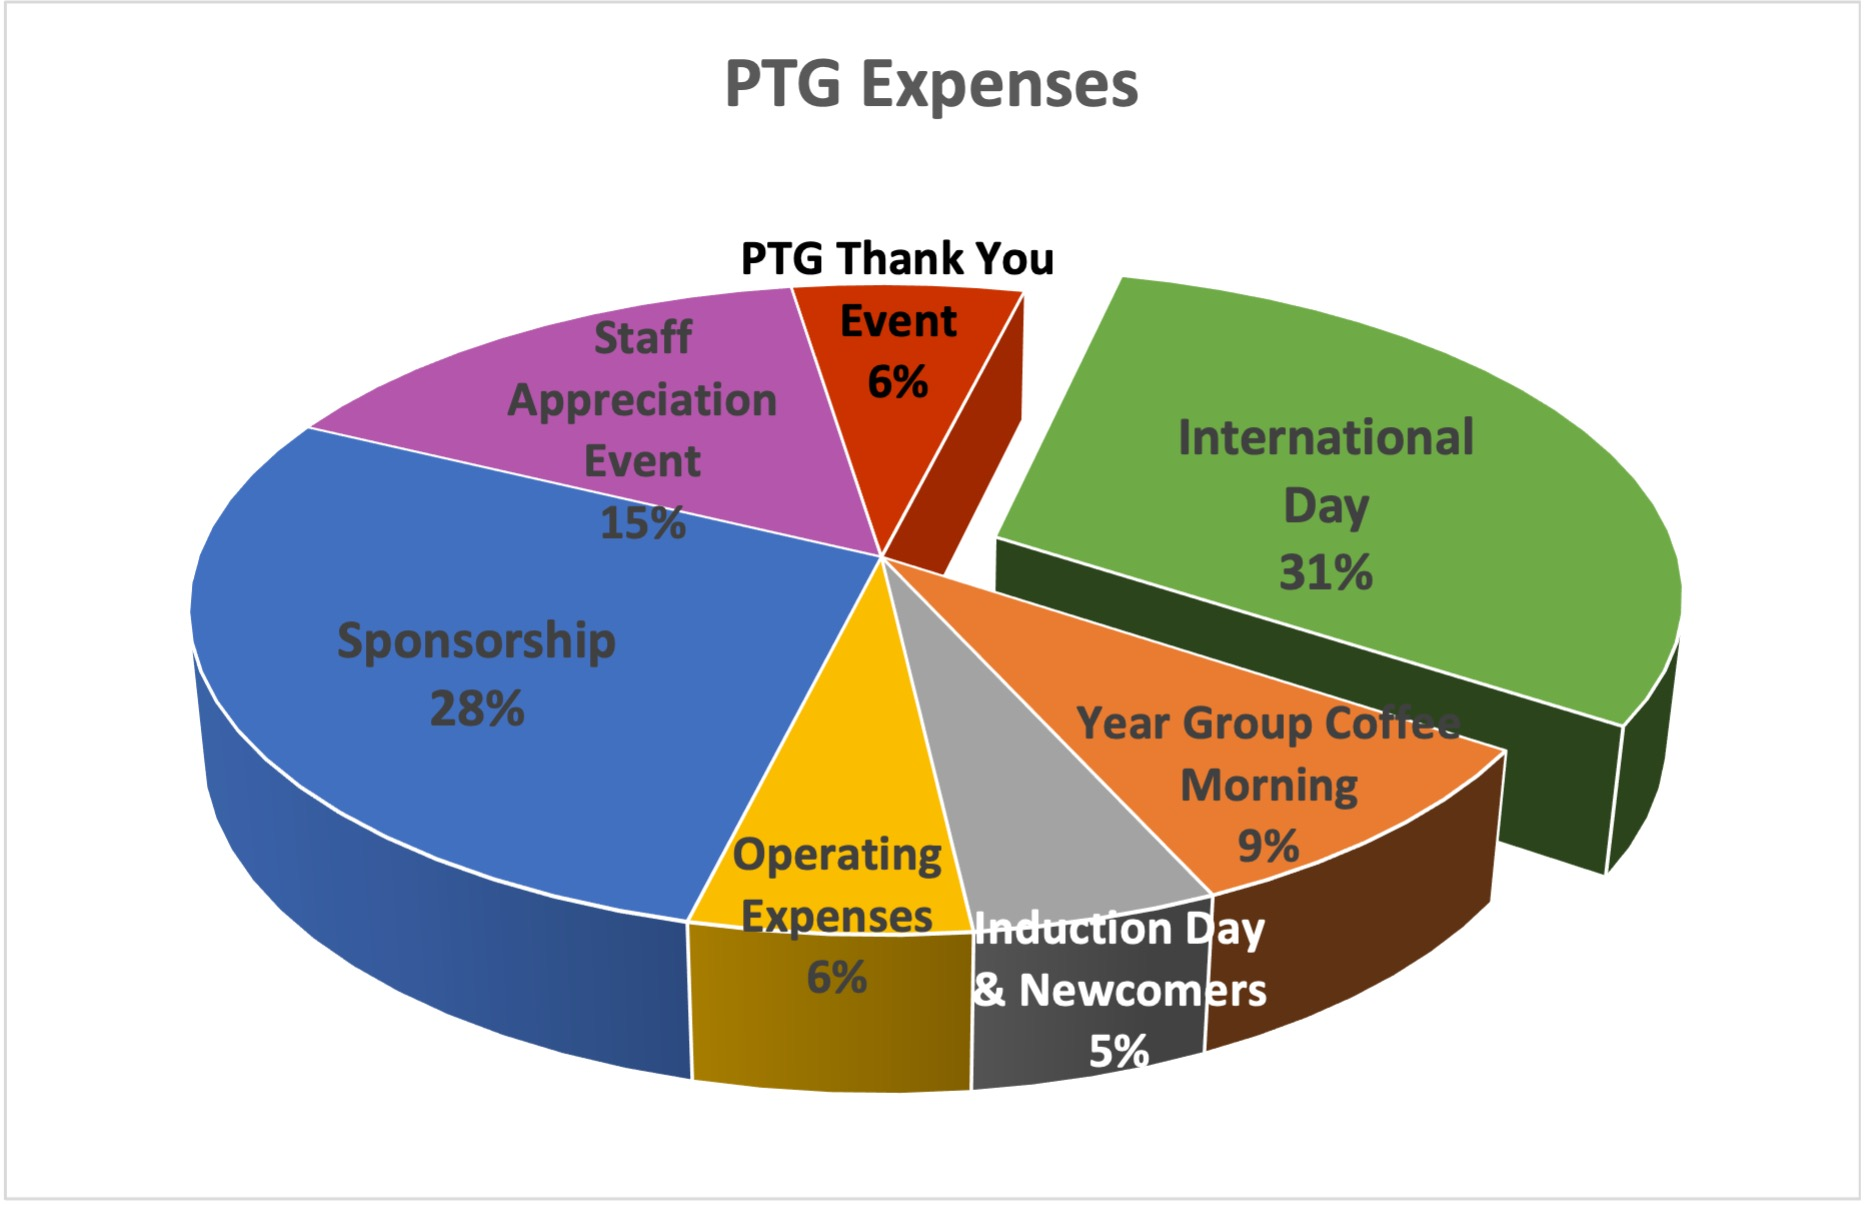 PTG Expenses
PTG Thank You
Event
6%
International
Day
31%
Year Group Coffee
Morning
9%
Induction Day
& Newcomers
5%
Operating
Expenses
6%
Sponsorship
28%
Staff
Appreciation
Event
15%